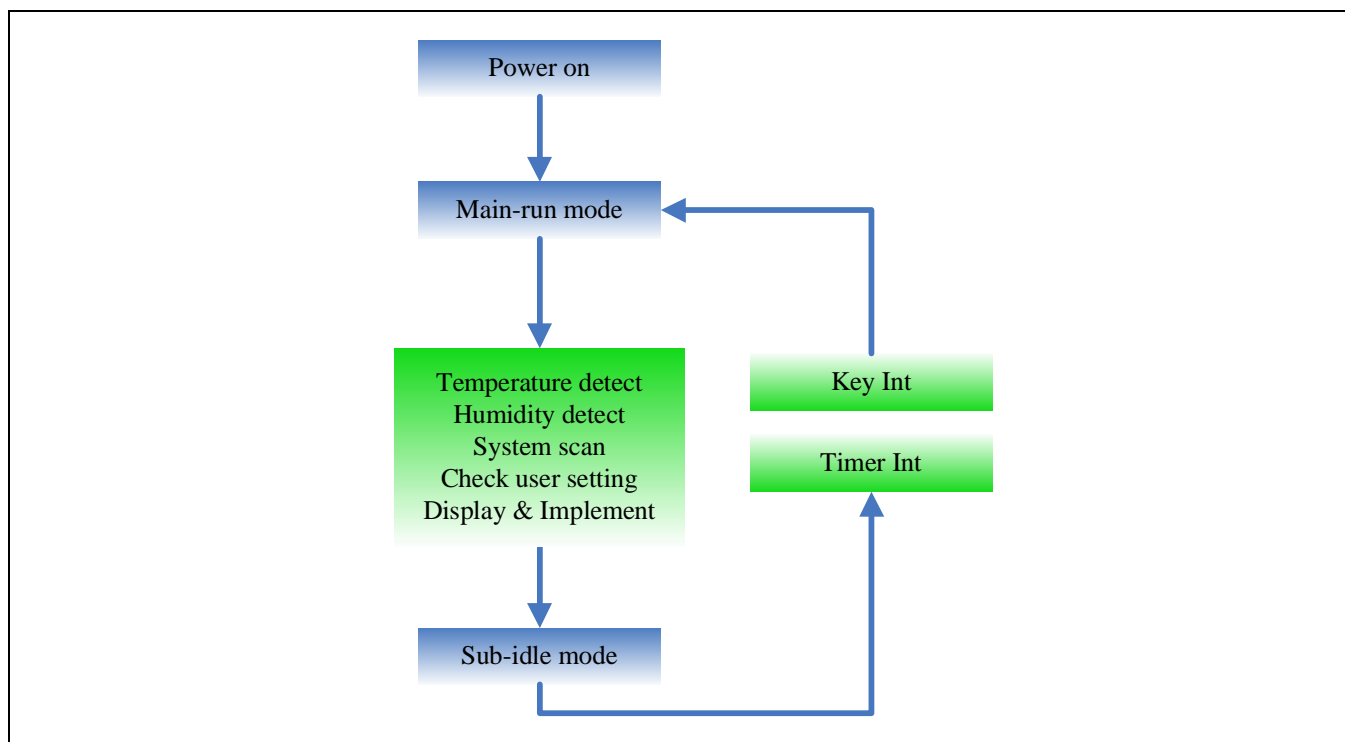 Power on
Main-run mode
Temperature detect
Humidity detect
System scan
Check user setting
Display & Implement
Key Int
Timer Int
Sub-idle mode